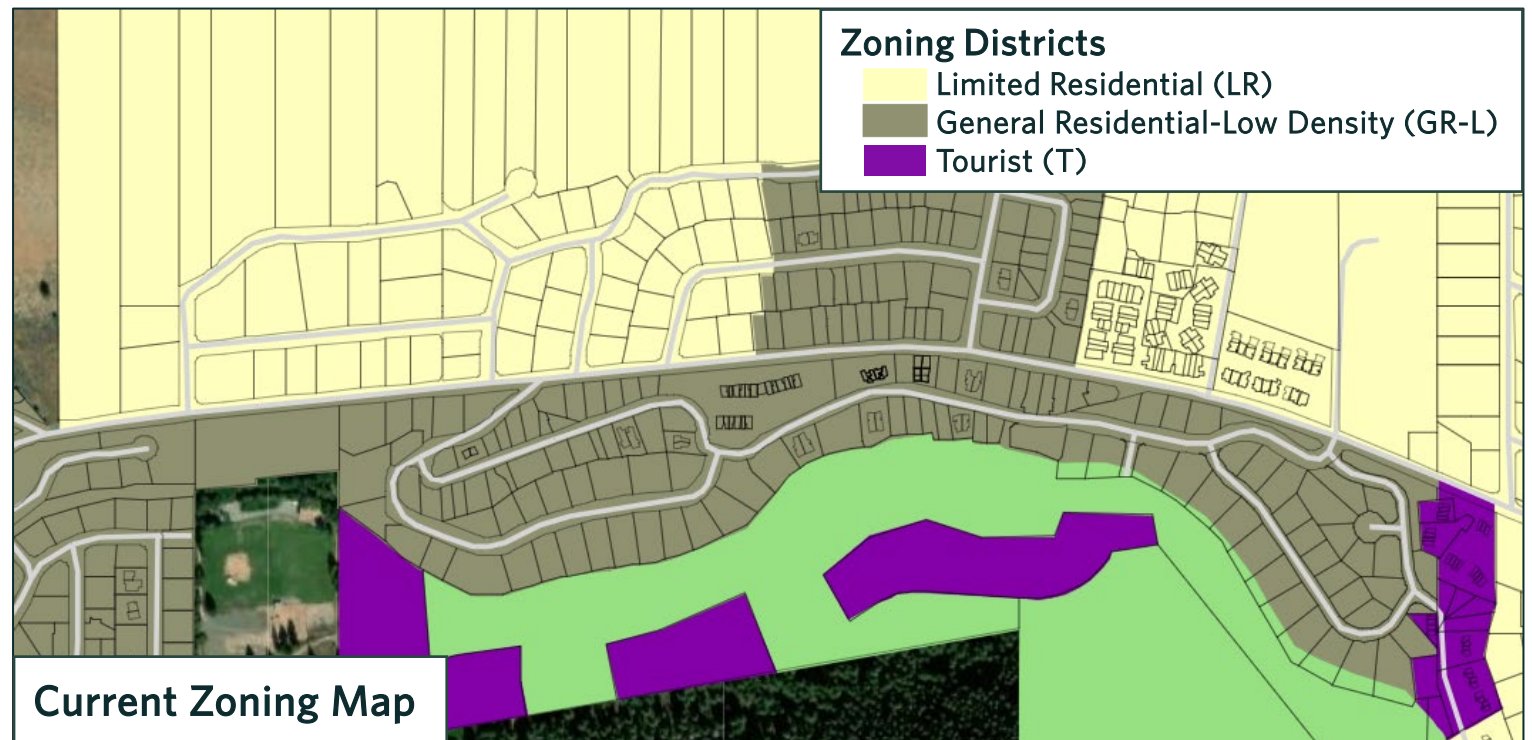 Zoning Districts
Limited Residential (LR)
General Residential-Low Density (GR-L)
Tourist (T)
Current Zoning Map